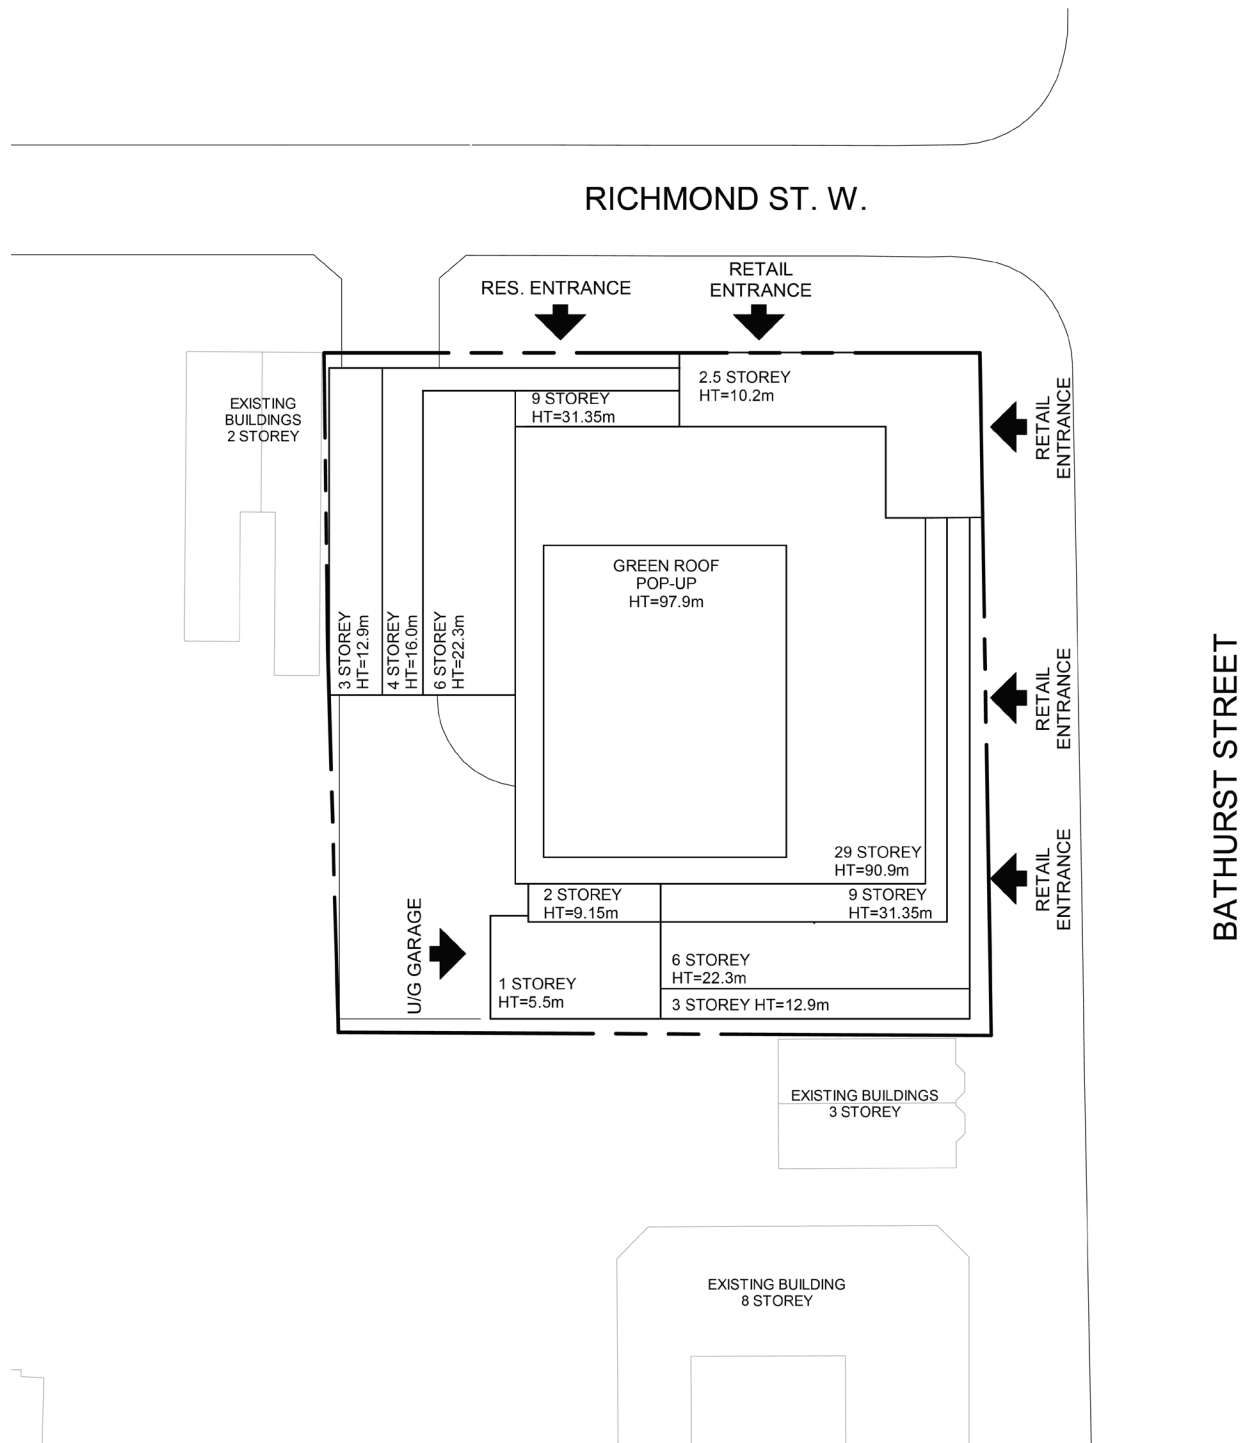 RICHMOND ST. W.
RES. ENTRANCE
RETAIL
ENTRANCE
2.5 STOREY
HT=10.2m
9 STOREY
HT=31.35m
EXISTING
BUILDINGS
2 STOREY
RETAIL
ENTRANCE
GREEN ROOF
POP-UP
HT=97.9m
3 STOREY
HT=12.9m
4 STOREY
HT=16.0m
6 STOREY
HT=22.3m
RETAIL
ENTRANCE
BATHURST STREET
29 STOREY
HT=90.9m
RETAIL
ENTRANCE
2 STOREY
HT=9.15m
9 STOREY
HT=31.35m
U/G GARAGE
6 STOREY
HT=22.3m
1 STOREY
HT=5.5m
3 STOREY HT=12.9m
EXISTING BUILDINGS
3 STOREY
EXISTING BUILDING
8 STOREY